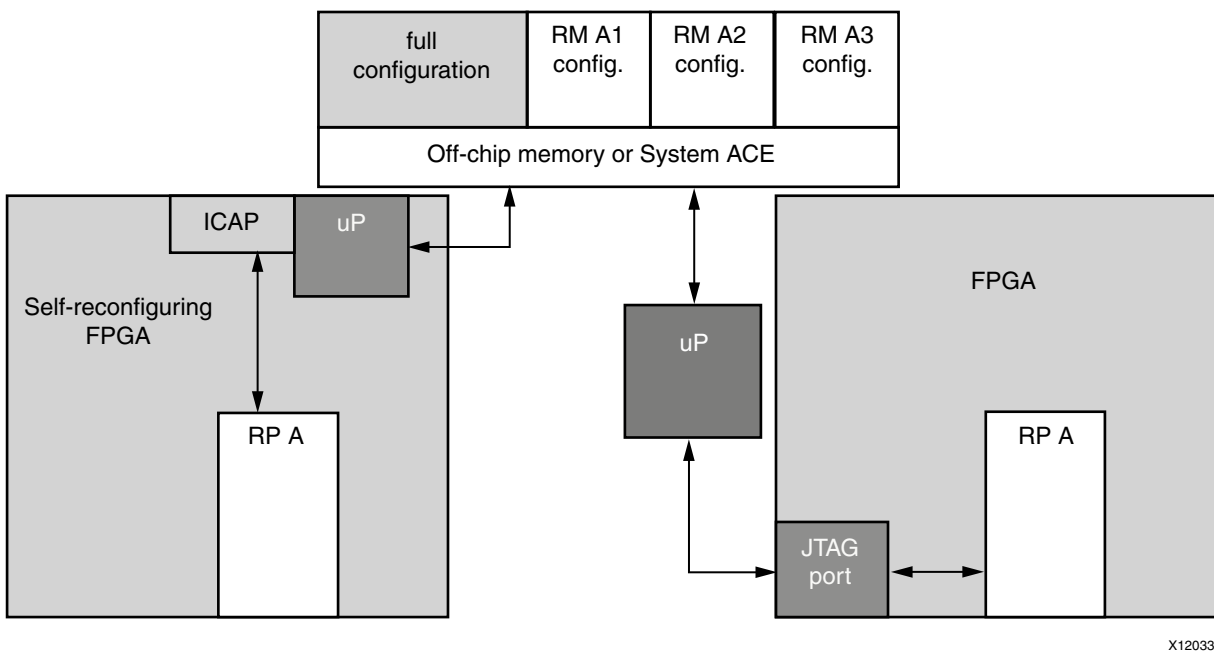 full
configuration
RM A1
config.
RM A2
config.
RM A3
config.
Off-chip memory or System ACE
ICAP
uP
Self-reconfiguring
FPGA
RP A
uP
FPGA
RP A
JTAG
port
X12033